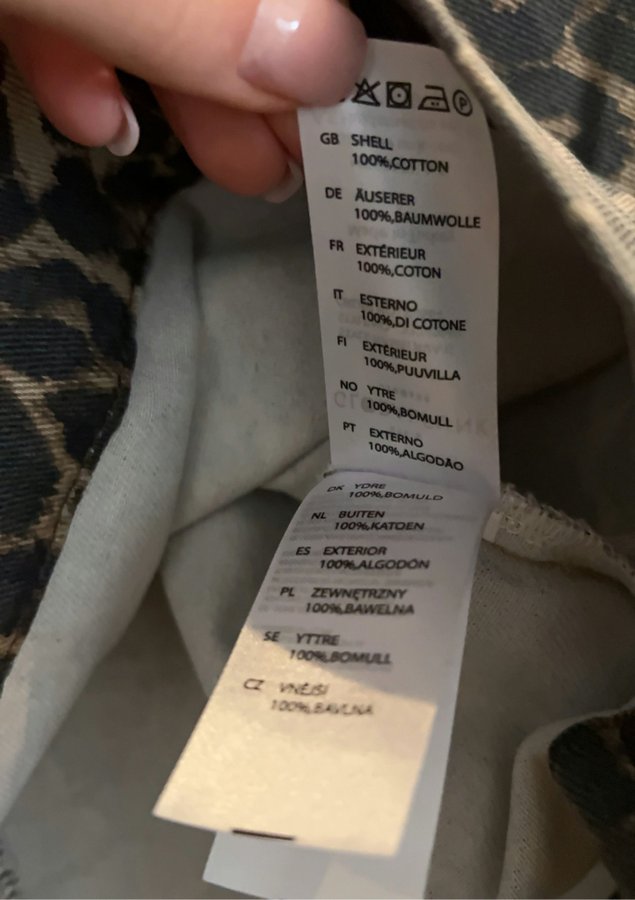 P
GB SHELL
100%,COTTON
DE ÄUSERER
100%,BAUMWOLLE
FR EXTÉRIEUR
100%,COTON
IT ESTERNO
100%,DI COTONE
FI EXTÉRIEUR
100%,PUUVILLA
NO YTRE
100%,BOMULL
PT EXTERNO
100%,ALGODÃO
DK YDRE
100%,BOMULD
NL BUITEN
100%,KATOEN
ES EXTERIOR
100%,ALGODÓN
PL ZEWNĘTRZNY
100%,BAWEŁNA
SE YTTRE
100%,BOMULL
CZ VNĚJŠI
100%,BAVLNA